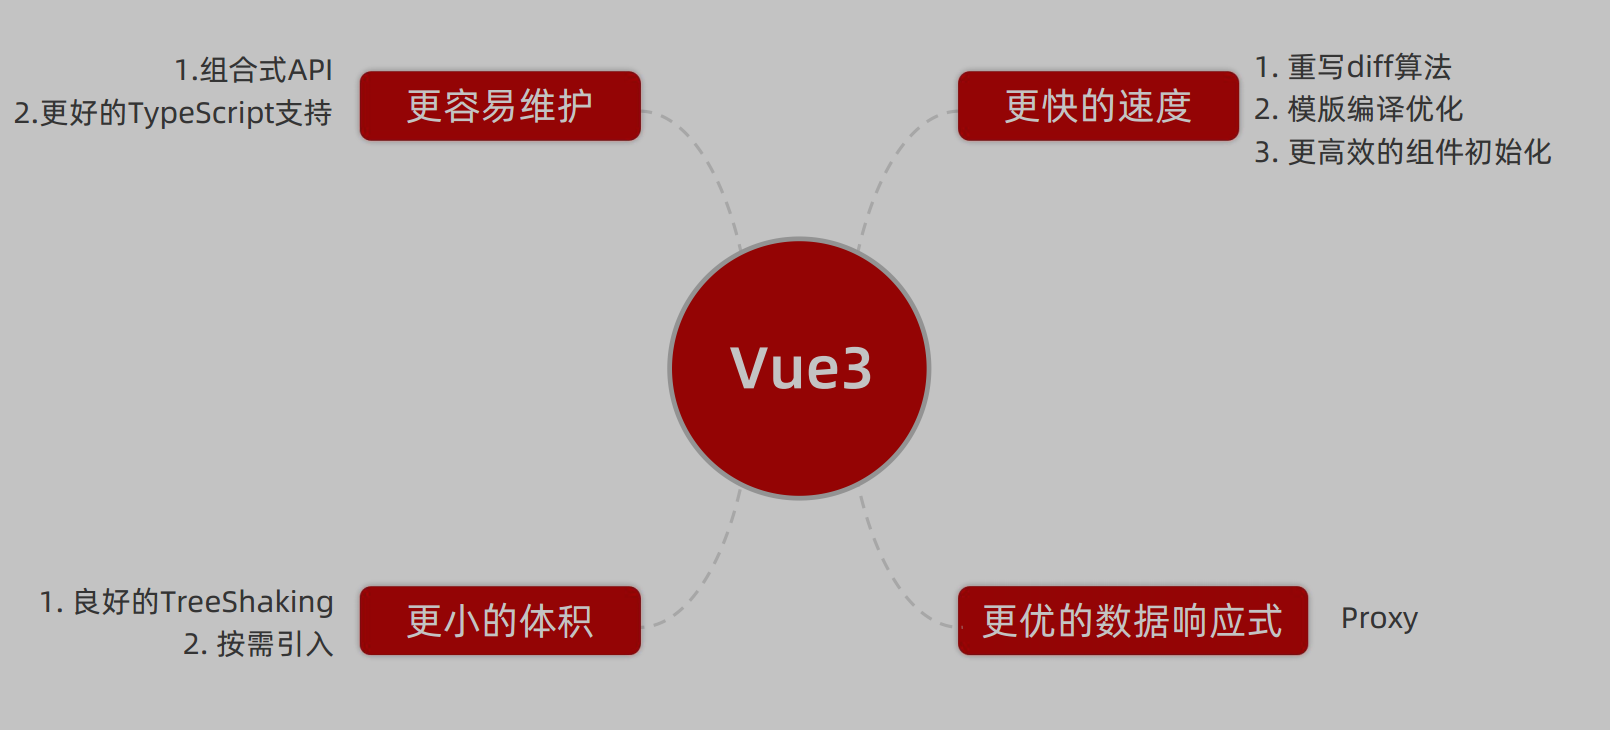 1.组合式API
2.更好的TypeScript支持
更容易维护
更快的速度
1. 重写diff算法
2. 模版编译优化
3. 更高效的组件初始化
Vue3
1. 良好的TreeShaking
2. 按需引入
更小的体积
更优的数据响应式
Proxy